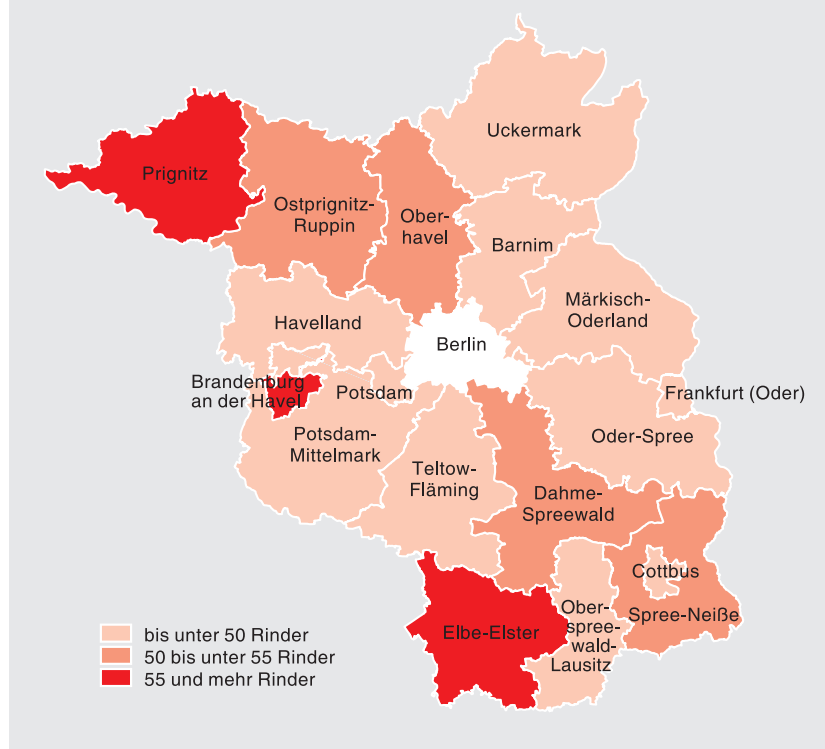 Uckermark
Prignitz
Ostprignitz-
Ruppin
Ober-
havel
Barnim
Märkisch-
Oderland
Havelland
Berlin
Brandenburg
an der Havel
Potsdam
Frankfurt (Oder)
Potsdam-
Mittelmark
Oder-Spree
Teltow-
Fläming
Dahme-
Spreewald
Cottbus
Spree-Neiße
Elbe-Elster
Ober-
spree-
wald-
Lausitz
bis unter 50 Rinder
50 bis unter 55 Rinder
55 und mehr Rinder